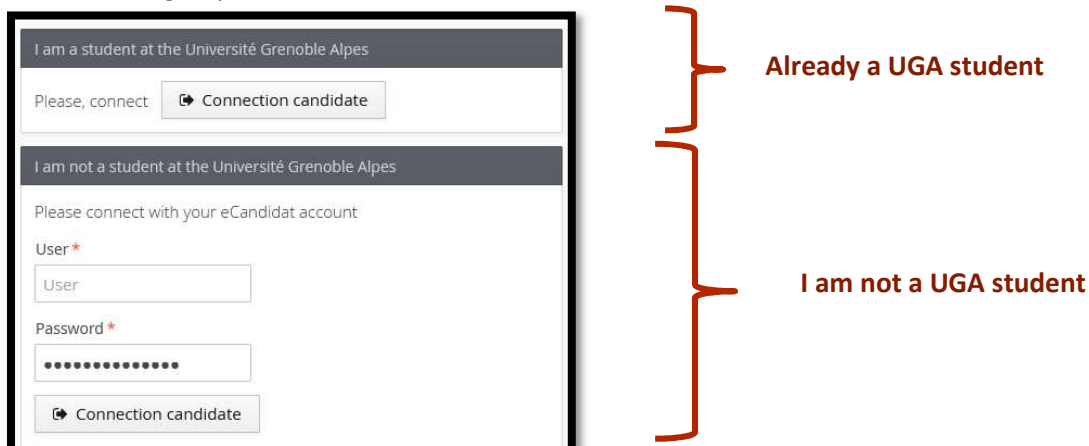 I am a student at the Université Grenoble Alpes
Already a UGA student
Please, connect Connection candidate
I am not a student at the Université Grenoble Alpes
Please connect with your eCandidat account
User *
User
I am not a UGA student
Password *
••••••••••••••
Connection candidate